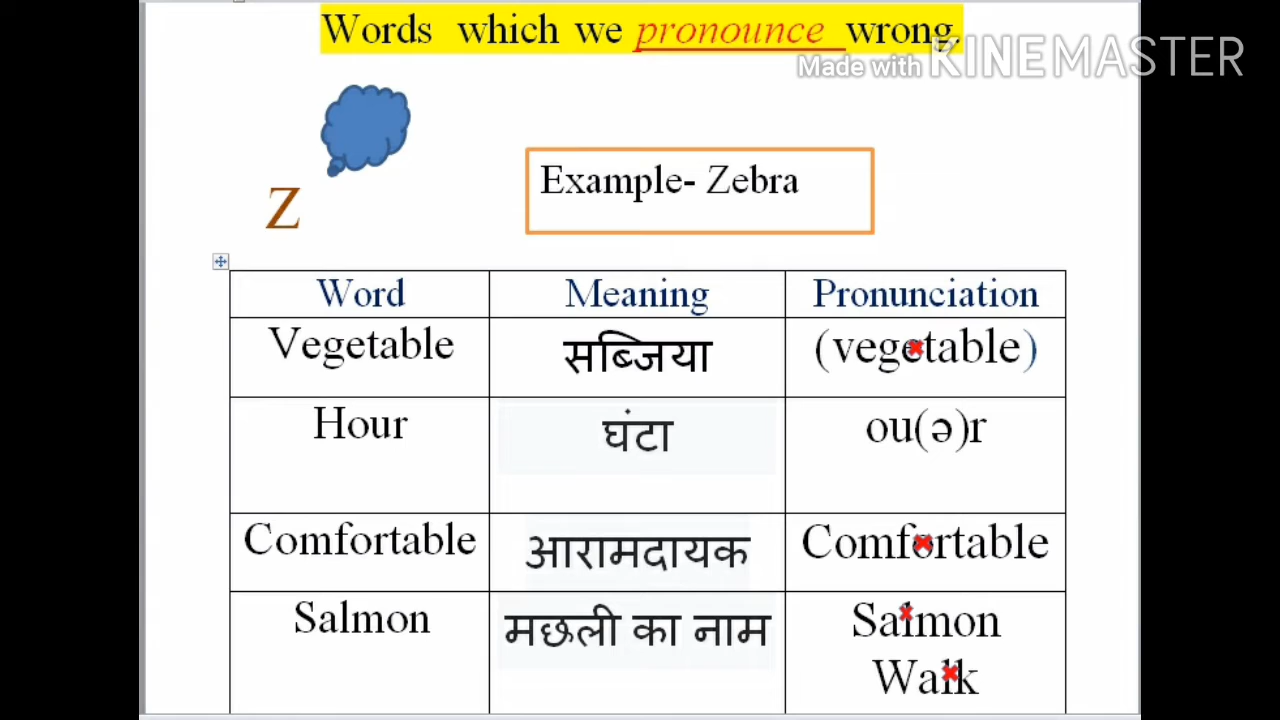 Words which we pronounce wrong.
Made with KINEMASTER
Example- Zebra
Z
Word Meaning Pronunciation
Vegetable सब्जिया (vegetable)
Hour घंटा ou(ə)r
Comfortable आरामदायक Comfortable
Salmon मछली का नाम Salmon
Walk